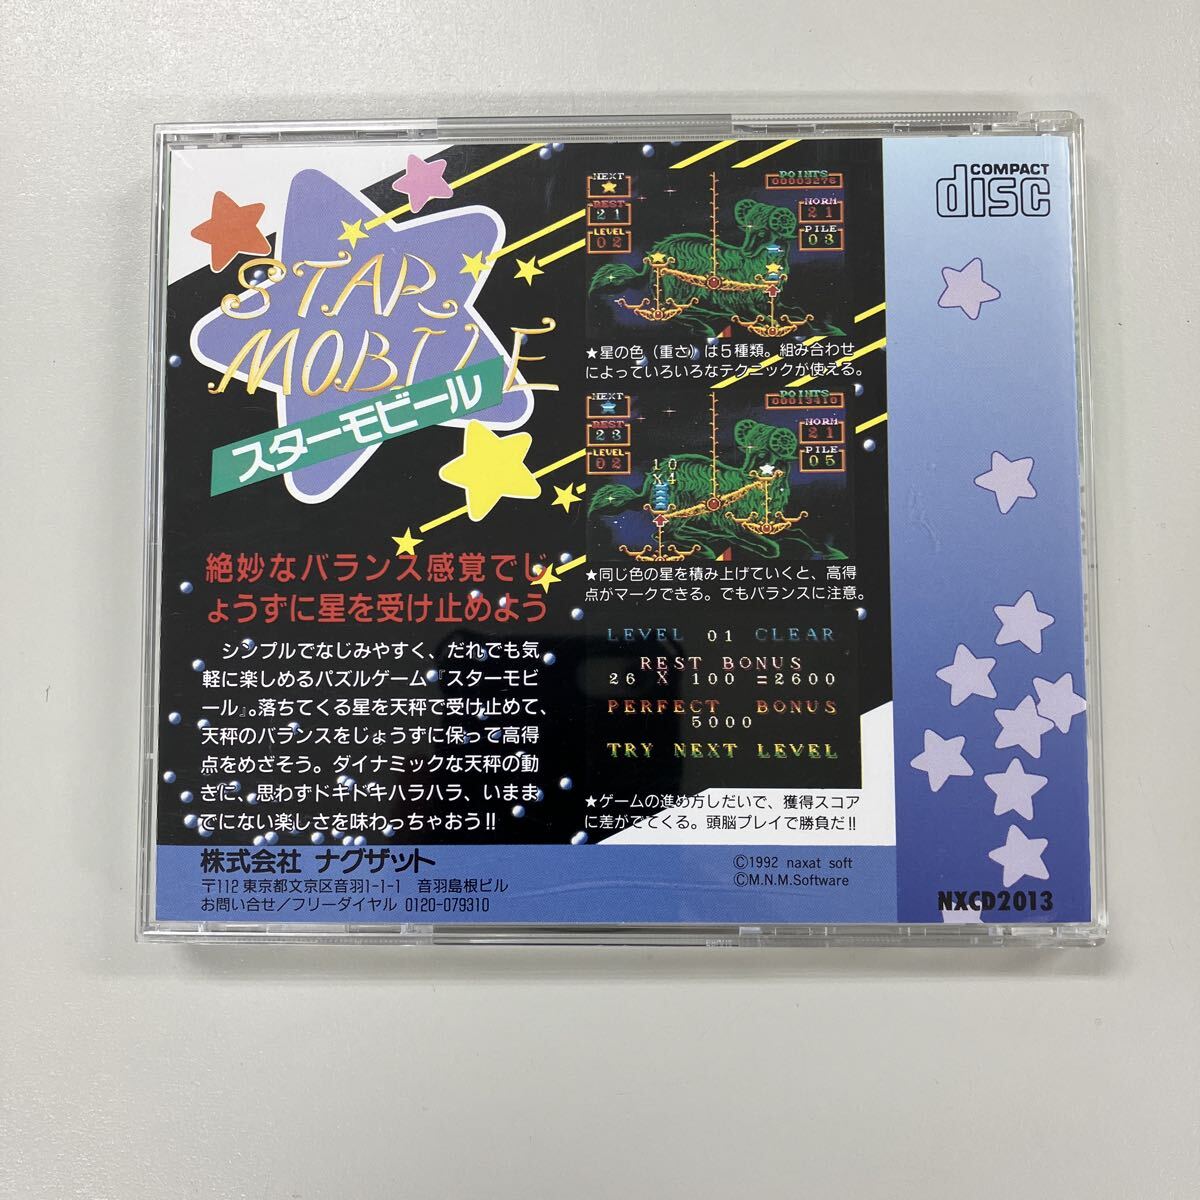 STAR
MOBILE
スターモビール
絶妙なバランス感覚でじ
ょうずに星を受け止めよう
シンプルでなじみやすく、だれでも気
軽に楽しめるパズルゲーム『スターモビ
ール』。落ちてくる星を天秤で受け止めて、
天秤のバランスをじょうずに保って高得
点をめざそう。ダイナミックな天秤の動
きに、思わずドキドキハラハラ、いまま
でにない楽しさを味わっちゃおう!!
NEXT
REST
21
LEVEL
02
POINTS
00003276
NORM
21
PILE
03
★星の色（重さ）は5種類。組み合わせ
によっていろいろなテクニックが使える。
NEXT
REST
23
LEVEL
02
10
X4
POINTS
00013410
NORM
21
PILE
05
★同じ色の星を積み上げていくと、高得
点がマークできる。でもバランスに注意。
LEVEL 01 CLEAR
REST BONUS
26 X 100 =2600
PERFECT BONUS
5000
TRY NEXT LEVEL
★ゲームの進め方しだいで、獲得スコア
に差がでてくる。頭脳プレイで勝負だ!!
株式会社 ナグザット
〒112 東京都文京区音羽1-1-1 音羽島根ビル
お問い合せ／フリーダイヤル 0120-079310
©1992 naxat soft
©M.N.M.Software
COMPACT
disc
NXCD2013